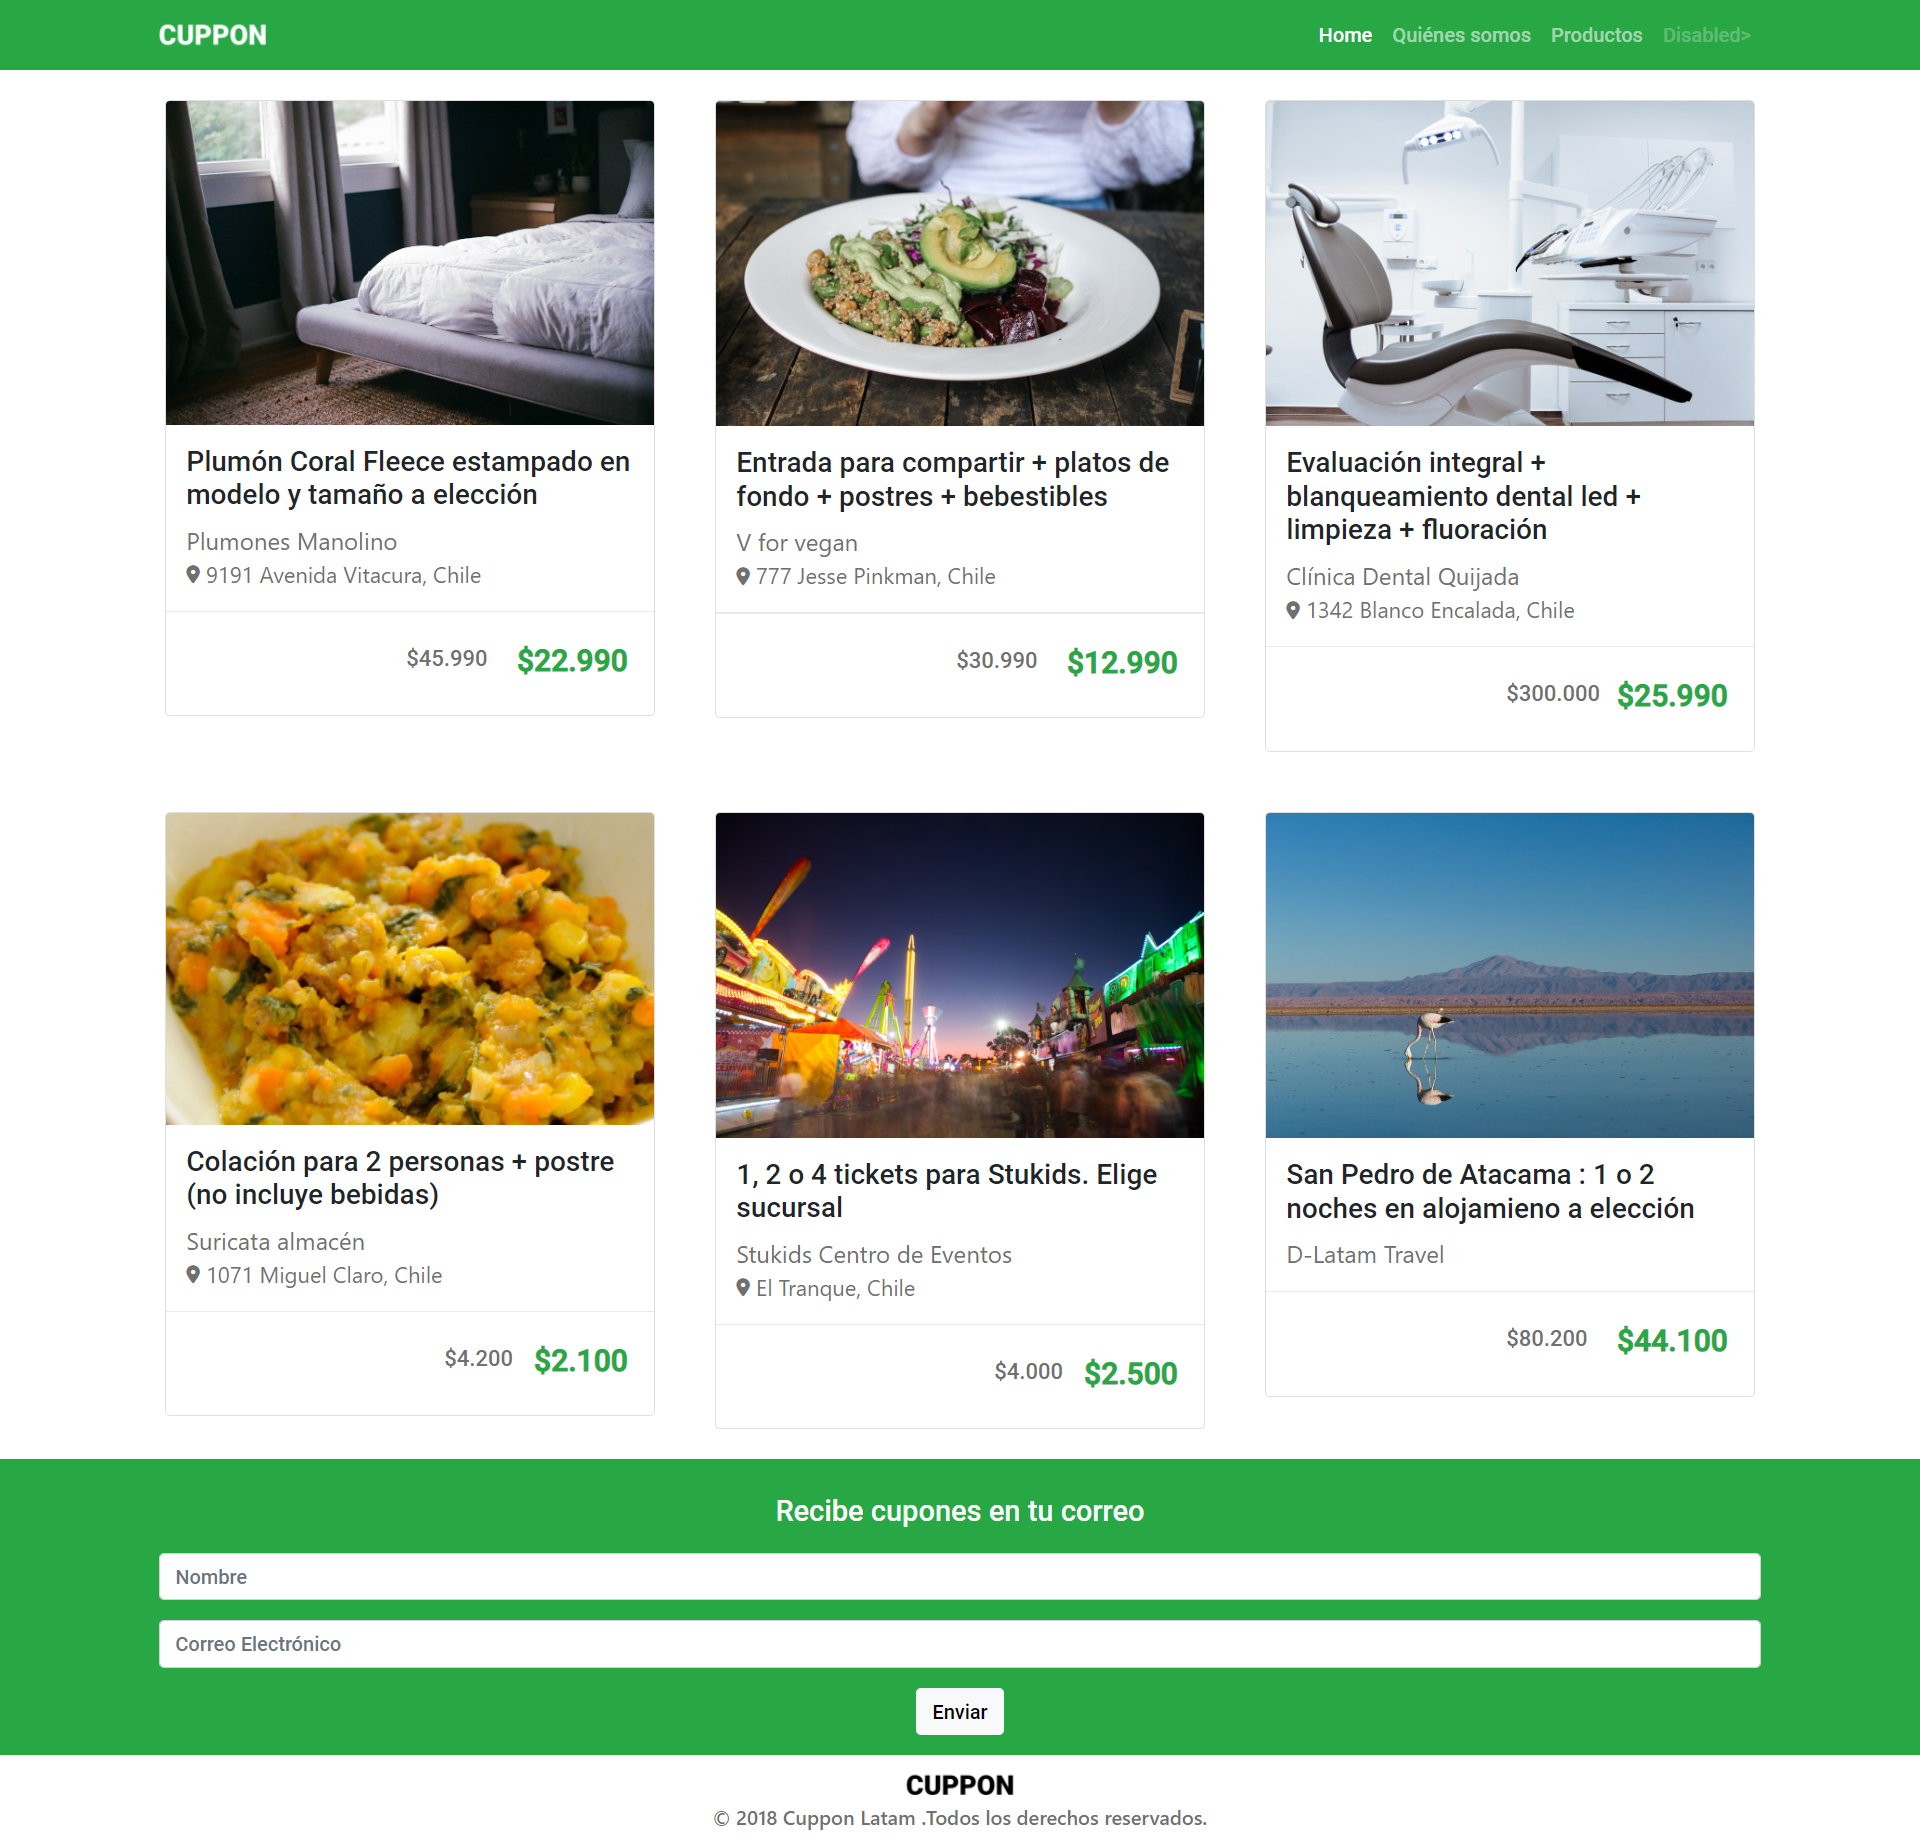 CUPPON
Home Quiénes somos Productos Disabled>
Plumón Coral Fleece estampado en
modelo y tamaño a elección
Plumones Manolino
9191 Avenida Vitacura, Chile
$45.990 $22.990
Entrada para compartir + platos de
fondo + postres + bebestibles
V for vegan
777 Jesse Pinkman, Chile
$30.990 $12.990
Evaluación integral +
blanqueamiento dental led +
limpieza + fluoración
Clínica Dental Quijada
1342 Blanco Encalada, Chile
$300.000 $25.990
Colación para 2 personas + postre
(no incluye bebidas)
Suricata almacén
1071 Miguel Claro, Chile
$4.200 $2.100
1, 2 o 4 tickets para Stukids. Elige
sucursal
Stukids Centro de Eventos
El Tranque, Chile
$4.000 $2.500
San Pedro de Atacama : 1 o 2
noches en alojamieno a elección
D-Latam Travel
$80.200 $44.100
Recibe cupones en tu correo
Nombre
Correo Electrónico
Enviar
CUPPON
© 2018 Cuppon Latam .Todos los derechos reservados.